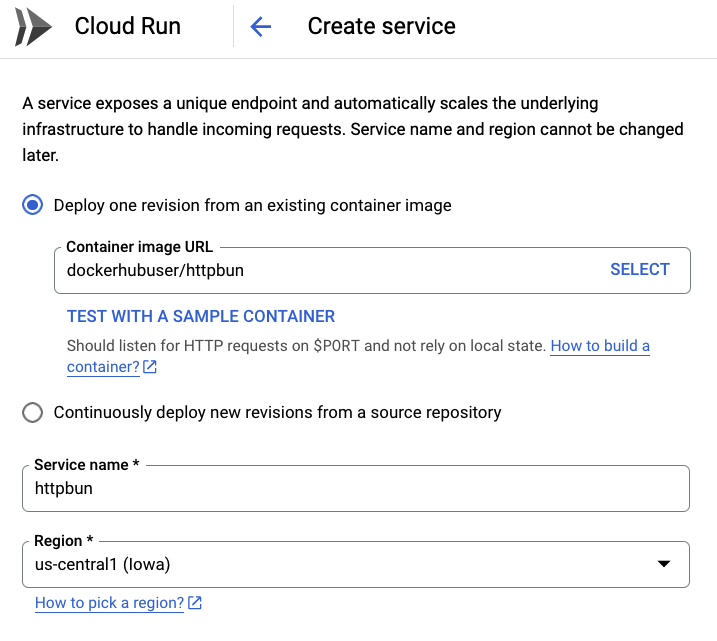 Cloud Run
Create service
A service exposes a unique endpoint and automatically scales the underlying
infrastructure to handle incoming requests. Service name and region cannot be changed
later.
Deploy one revision from an existing container image
Container image URL
dockerhubuser/httpbun
SELECT
TEST WITH A SAMPLE CONTAINER
Should listen for HTTP requests on $PORT and not rely on local state. How to build a
container?
Continuously deploy new revisions from a source repository
Service name *
httpbun
Region *
us-central1 (Iowa)
How to pick a region?